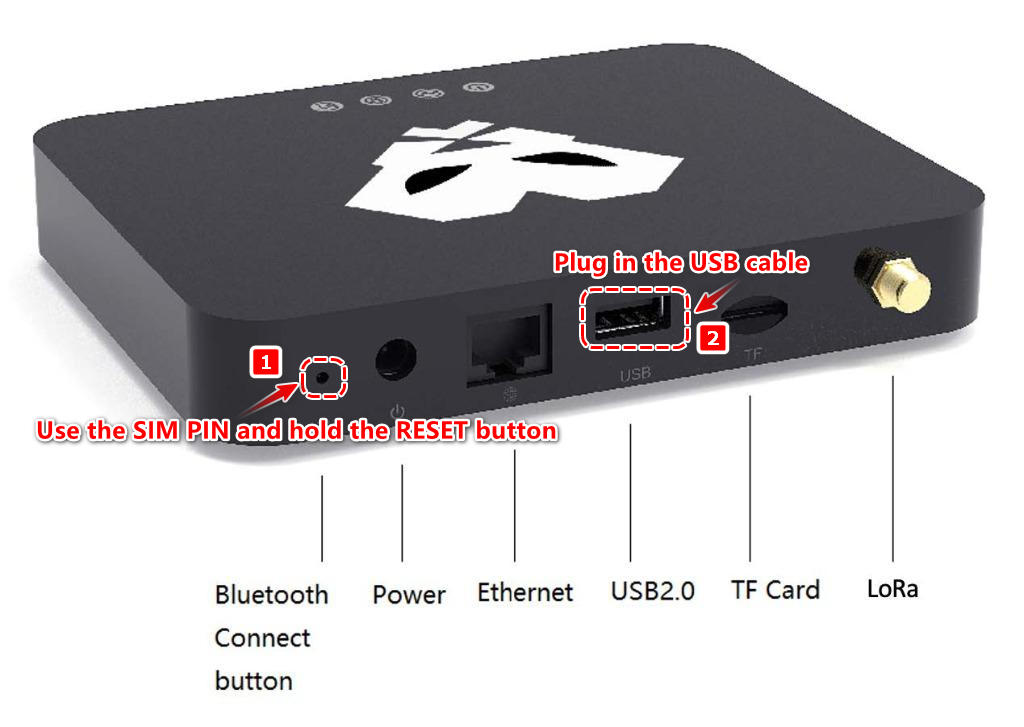 Plug in the USB cable
2
1
TF
USB
Use the SIM PIN and hold the RESET button
Bluetooth
Connect
button
Power
Ethernet
USB2.0
TF Card
LoRa